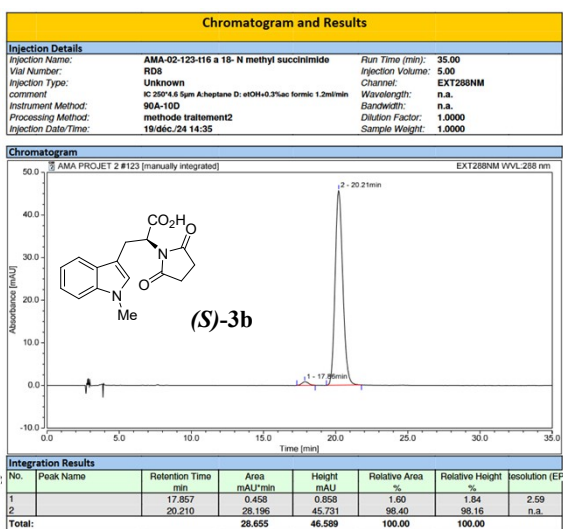 Chromatogram and Results
Injection Details
Injection Name: AMA-02-123-t16 a 18- N methyl succinimide Run Time (min): 35.00
Vial Number: RD8 Injection Volume: 5.00
Injection Type: Unknown Channel: EXT288NM
comment IC 250*4.6 5µm A:heptane D: etOH+0.3%ac formic 1.2ml/min Wavelength: n.a.
Instrument Method: 90A-10D Bandwidth: n.a.
Processing Method: methode traitement2 Dilution Factor: 1.0000
Injection Date/Time: 19/déc./24 14:35 Sample Weight: 1.0000
Chromatogram
AMA PROJET 2 #123 [manually integrated] EXT288NM WVL:288 nm
50.0
40.0
30.0
20.0
10.0
0.0
-10.0
Absorbance [mAU]
2 - 20.21min
1 - 17.86min
CO₂H
O
N
O
N
Me
(S)-3b
0.0 5.0 10.0 15.0 20.0 25.0 30.0 35.0
Time [min]
Integration Results
No. Peak Name Retention Time Area Height Relative Area Relative Height esolution (EF
min mAU*min mAU % %
1 17.857 0.458 0.858 1.60 1.84 2.59
2 20.210 28.196 45.731 98.40 98.16 n.a.
Total: 28.655 46.589 100.00 100.00